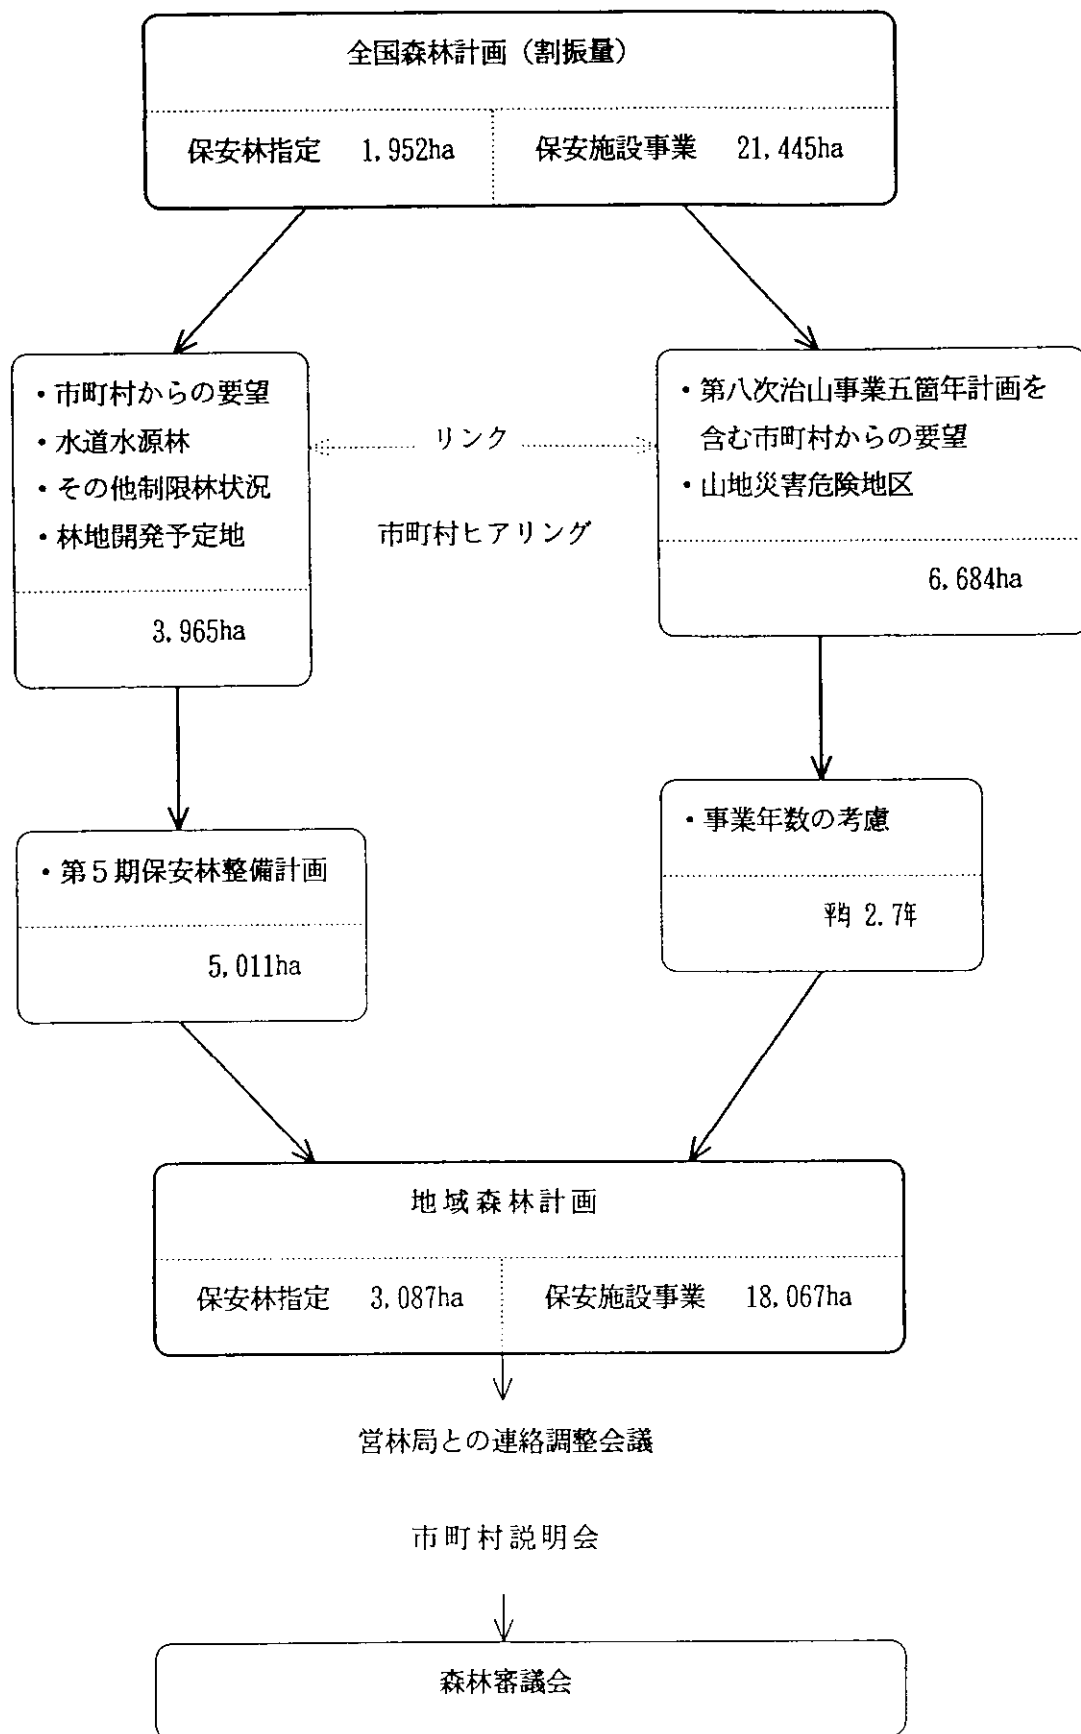 全国森林計画（割振量）
保安林指定　1,952ha　保安施設事業　21,445ha
・市町村からの要望
・水道水源林
・その他制限林状況
・林地開発予定地
3,965ha
リンク
市町村ヒアリング
・第八次治山事業五箇年計画を
含む市町村からの要望
・山地災害危険地区
6,684ha
・第５期保安林整備計画
5,011ha
・事業年数の考慮
平均 2.7年
地域森林計画
保安林指定　3,087ha　保安施設事業　18,067ha
営林局との連絡調整会議
市町村説明会
森林審議会